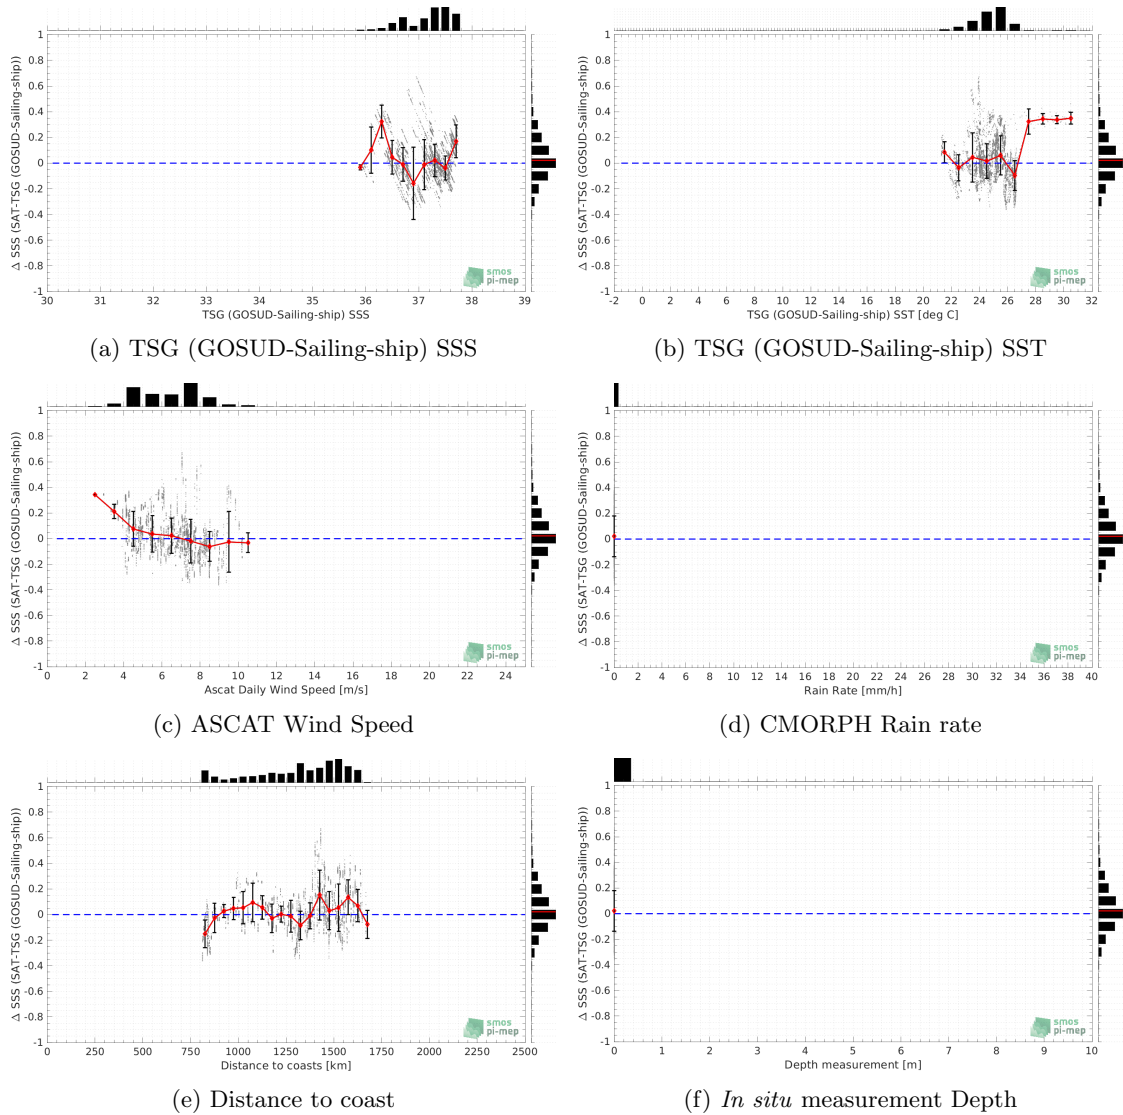 1
0.8
0.6
0.4
0.2
0
-0.2
-0.4
-0.6
-0.8
-1
Δ SSS (SAT-TSG (GOSUD-Sailing-ship))
30 31 32 33 34 35 36 37 38 39
TSG (GOSUD-Sailing-ship) SSS
smos
pi-mep
(a) TSG (GOSUD-Sailing-ship) SSS
1
0.8
0.6
0.4
0.2
0
-0.2
-0.4
-0.6
-0.8
-1
Δ SSS (SAT-TSG (GOSUD-Sailing-ship))
-2 0 2 4 6 8 10 12 14 16 18 20 22 24 26 28 30 32
TSG (GOSUD-Sailing-ship) SST [deg C]
smos
pi-mep
(b) TSG (GOSUD-Sailing-ship) SST
1
0.8
0.6
0.4
0.2
0
-0.2
-0.4
-0.6
-0.8
-1
Δ SSS (SAT-TSG (GOSUD-Sailing-ship))
0 2 4 6 8 10 12 14 16 18 20 22 24
Ascat Daily Wind Speed [m/s]
smos
pi-mep
(c) ASCAT Wind Speed
1
0.8
0.6
0.4
0.2
0
-0.2
-0.4
-0.6
-0.8
-1
Δ SSS (SAT-TSG (GOSUD-Sailing-ship))
0 2 4 6 8 10 12 14 16 18 20 22 24 26 28 30 32 34 36 38 40
Rain Rate [mm/h]
smos
pi-mep
(d) CMORPH Rain rate
1
0.8
0.6
0.4
0.2
0
-0.2
-0.4
-0.6
-0.8
-1
Δ SSS (SAT-TSG (GOSUD-Sailing-ship))
0 250 500 750 1000 1250 1500 1750 2000 2250 2500
Distance to coasts [km]
smos
pi-mep
(e) Distance to coast
1
0.8
0.6
0.4
0.2
0
-0.2
-0.4
-0.6
-0.8
-1
Δ SSS (SAT-TSG (GOSUD-Sailing-ship))
0 1 2 3 4 5 6 7 8 9 10
Depth measurement [m]
smos
pi-mep
(f) In situ measurement Depth